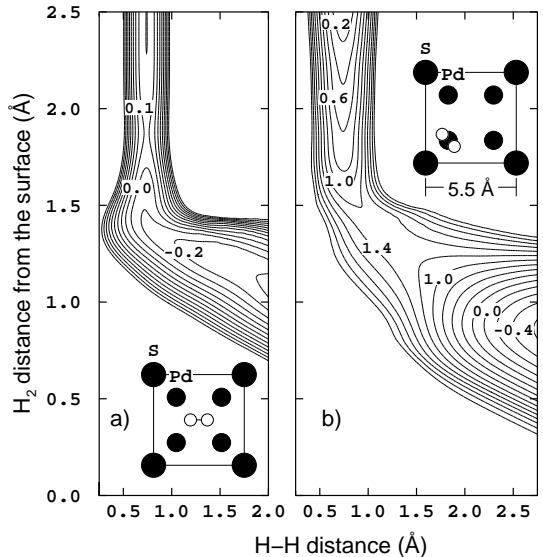 H₂ distance from the surface (Å)
2.5
2.0
1.5
1.0
0.5
0.0
0.1
0.0
-0.2
S
Pd
a)
0.5 1.0 1.5 2.0
0.2
0.6
1.0
1.4
1.0
0.0
-0.4
S
Pd
5.5 Å
b)
0.5 1.0 1.5 2.0 2.5
H-H distance (Å)